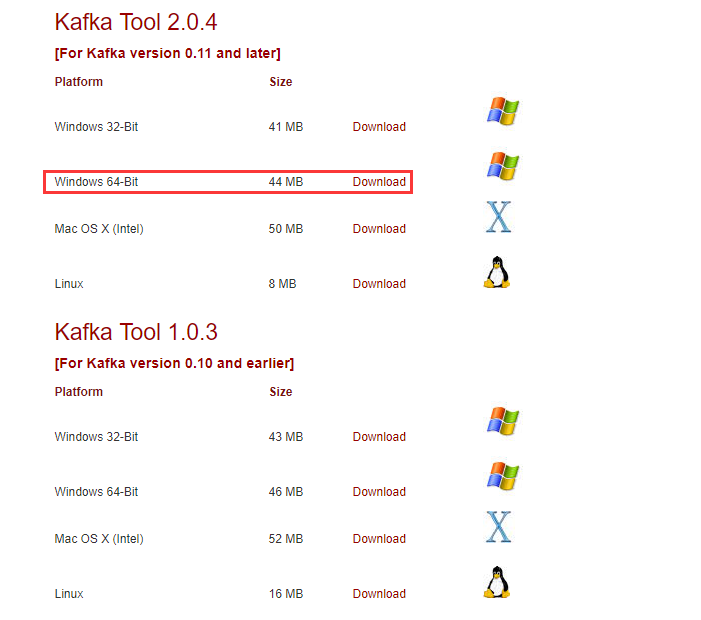 Kafka Tool 2.0.4
[For Kafka version 0.11 and later]
Platform Size
Windows 32-Bit 41 MB Download
Windows 64-Bit 44 MB Download
Mac OS X (Intel) 50 MB Download
Linux 8 MB Download
Kafka Tool 1.0.3
[For Kafka version 0.10 and earlier]
Platform Size
Windows 32-Bit 43 MB Download
Windows 64-Bit 46 MB Download
Mac OS X (Intel) 52 MB Download
Linux 16 MB Download